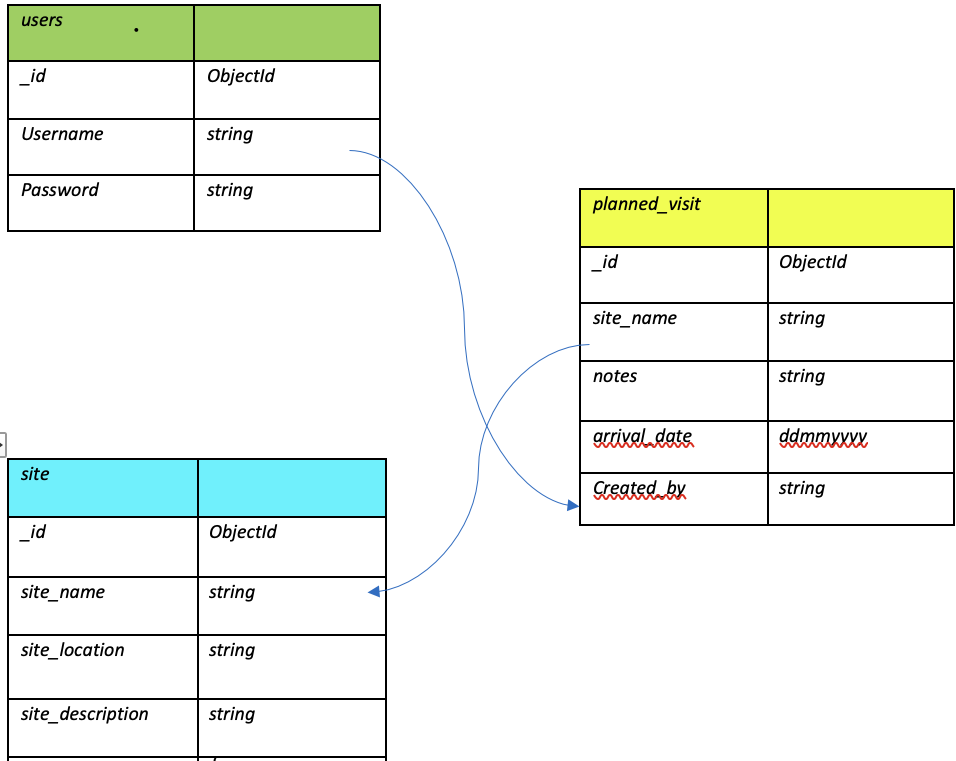 users
_id ObjectId
Username string
Password string
planned_visit
_id ObjectId
site_name string
notes string
arrival_date ddmmyyyy
Created_by string
site
_id ObjectId
site_name string
site_location string
site_description string